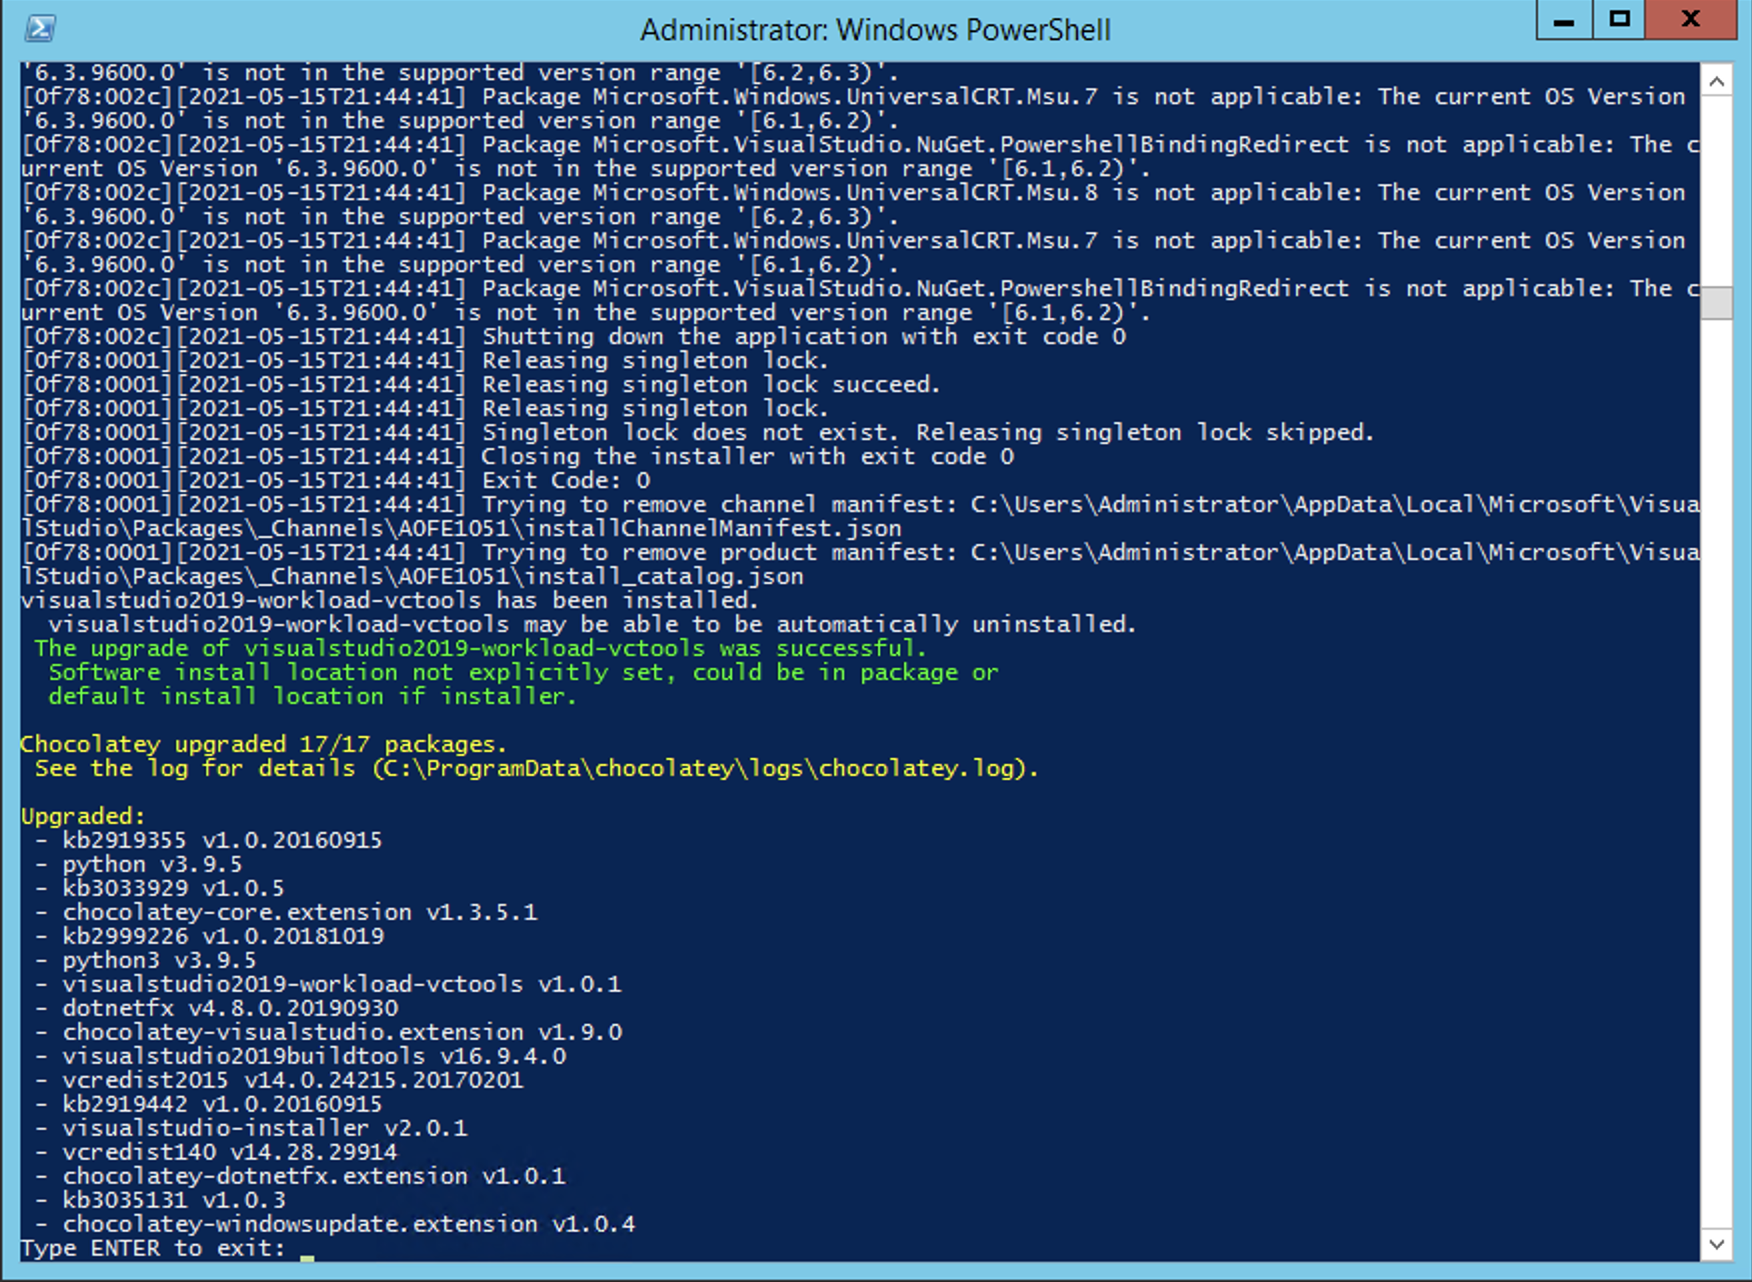 Administrator: Windows PowerShell
'6.3.9600.0' is not in the supported version range '[6.2,6.3)'.
[0f78:002c][2021-05-15T21:44:41] Package Microsoft.Windows.UniversalCRT.Msu.7 is not applicable: The current OS Version
'6.3.9600.0' is not in the supported version range '[6.1,6.2)'.
[0f78:002c][2021-05-15T21:44:41] Package Microsoft.VisualStudio.NuGet.PowershellBindingRedirect is not applicable: The c
urrent OS Version '6.3.9600.0' is not in the supported version range '[6.1,6.2)'.
[0f78:002c][2021-05-15T21:44:41] Package Microsoft.Windows.UniversalCRT.Msu.8 is not applicable: The current OS Version
'6.3.9600.0' is not in the supported version range '[6.2,6.3)'.
[0f78:002c][2021-05-15T21:44:41] Package Microsoft.Windows.UniversalCRT.Msu.7 is not applicable: The current OS Version
'6.3.9600.0' is not in the supported version range '[6.1,6.2)'.
[0f78:002c][2021-05-15T21:44:41] Package Microsoft.VisualStudio.NuGet.PowershellBindingRedirect is not applicable: The c
urrent OS Version '6.3.9600.0' is not in the supported version range '[6.1,6.2)'.
[0f78:002c][2021-05-15T21:44:41] Shutting down the application with exit code 0
[0f78:0001][2021-05-15T21:44:41] Releasing singleton lock.
[0f78:0001][2021-05-15T21:44:41] Releasing singleton lock succeed.
[0f78:0001][2021-05-15T21:44:41] Releasing singleton lock.
[0f78:0001][2021-05-15T21:44:41] Singleton lock does not exist. Releasing singleton lock skipped.
[0f78:0001][2021-05-15T21:44:41] Closing the installer with exit code 0
[0f78:0001][2021-05-15T21:44:41] Exit Code: 0
[0f78:0001][2021-05-15T21:44:41] Trying to remove channel manifest: C:\Users\Administrator\AppData\Local\Microsoft\Visua
lStudio\Packages\_Channels\A0FE1051\installChannelManifest.json
[0f78:0001][2021-05-15T21:44:41] Trying to remove product manifest: C:\Users\Administrator\AppData\Local\Microsoft\Visua
lStudio\Packages\_Channels\A0FE1051\install_catalog.json
visualstudio2019-workload-vctools has been installed.
  visualstudio2019-workload-vctools may be able to be automatically uninstalled.
 The upgrade of visualstudio2019-workload-vctools was successful.
  Software install location not explicitly set, could be in package or
  default install location if installer.
Chocolatey upgraded 17/17 packages.
 See the log for details (C:\ProgramData\chocolatey\logs\chocolatey.log).
Upgraded:
 - kb2919355 v1.0.20160915
 - python v3.9.5
 - kb3033929 v1.0.5
 - chocolatey-core.extension v1.3.5.1
 - kb2999226 v1.0.20181019
 - python3 v3.9.5
 - visualstudio2019-workload-vctools v1.0.1
 - dotnetfx v4.8.0.20190930
 - chocolatey-visualstudio.extension v1.9.0
 - visualstudio2019buildtools v16.9.4.0
 - vcredist2015 v14.0.24215.20170201
 - kb2919442 v1.0.20160915
 - visualstudio-installer v2.0.1
 - vcredist140 v14.28.29914
 - chocolatey-dotnetfx.extension v1.0.1
 - kb3035131 v1.0.3
 - chocolatey-windowsupdate.extension v1.0.4
Type ENTER to exit: